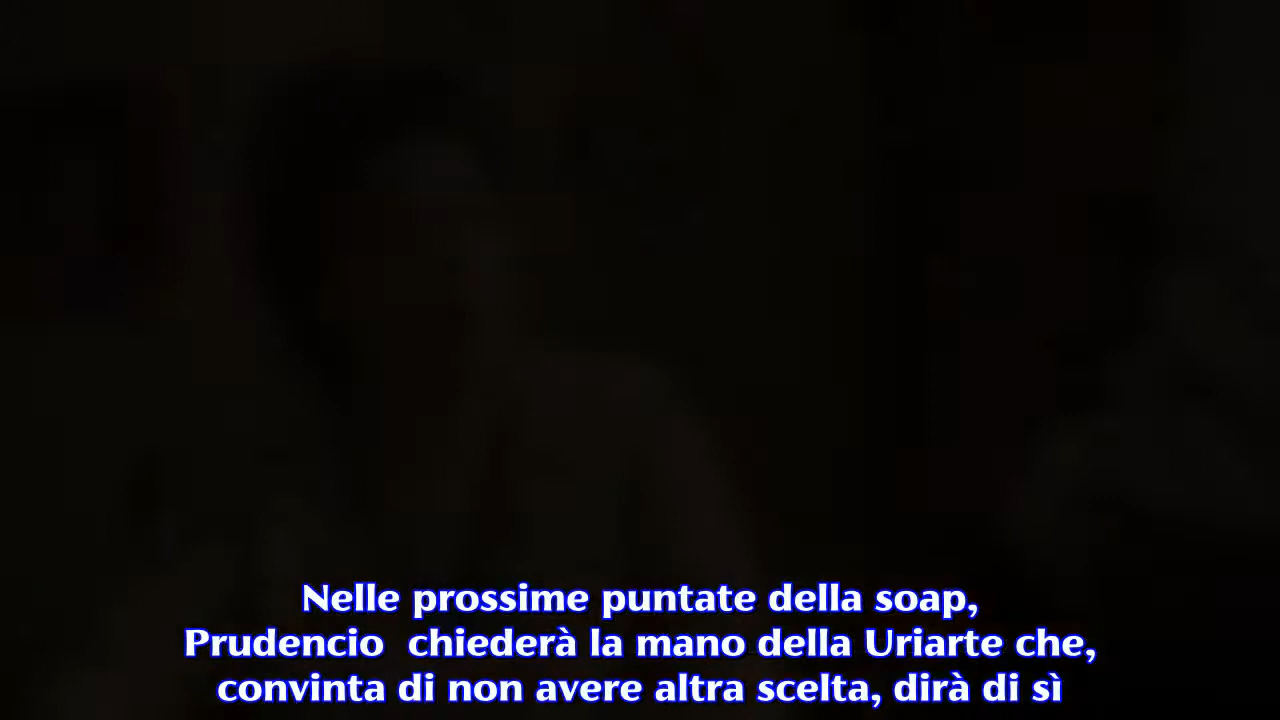 Nelle prossime puntate della soap,
Prudencio  chiederà la mano della Uriarte che,
convinta di non avere altra scelta, dirà di sì